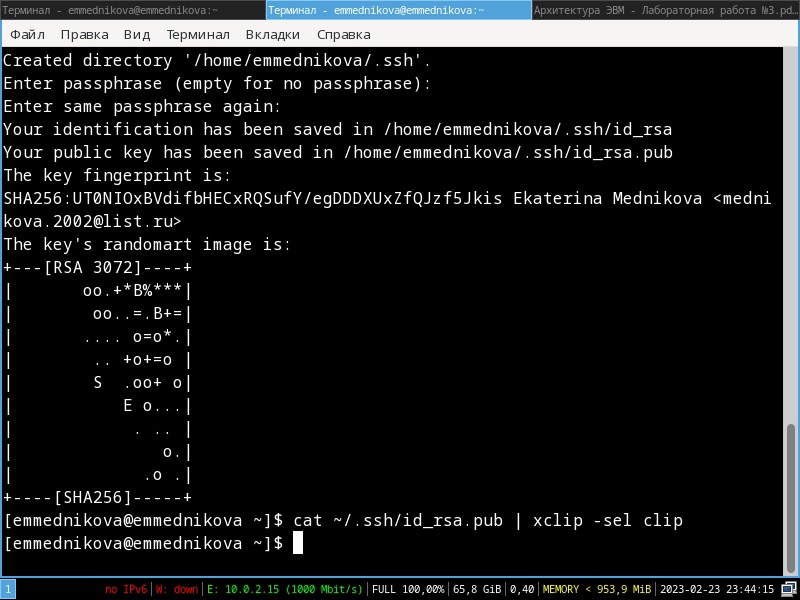 Терминал - emmednikova@emmednikova:~
Терминал - emmednikova@emmednikova:~
Архитектура ЭВМ - Лабораторная работа №3.pd...
Файл Правка Вид Терминал Вкладки Справка
Created directory '/home/emmednikova/.ssh'.
Enter passphrase (empty for no passphrase):
Enter same passphrase again:
Your identification has been saved in /home/emmednikova/.ssh/id_rsa
Your public key has been saved in /home/emmednikova/.ssh/id_rsa.pub
The key fingerprint is:
SHA256:UT0NIOxBVdifbHECxRQSufY/egDDDXUxZfQJzf5Jkis Ekaterina Mednikova <medni
kova.2002@list.ru>
The key's randomart image is:
+---[RSA 3072]----+
|       oo.+*B%***|
|        oo..=.B+=|
|       .... o=o*.|
|        .. +o+=o |
|        S  .oo+ o|
|           E o...|
|            . .. |
|               o.|
|             .o .|
+----[SHA256]-----+
[emmednikova@emmednikova ~]$ cat ~/.ssh/id_rsa.pub | xclip -sel clip
[emmednikova@emmednikova ~]$
1 no IPv6 | W: down | E: 10.0.2.15 (1000 Mbit/s) | FULL 100,00% | 65,8 GiB | 0,40 | MEMORY < 953,9 MiB | 2023-02-23 23:44:15